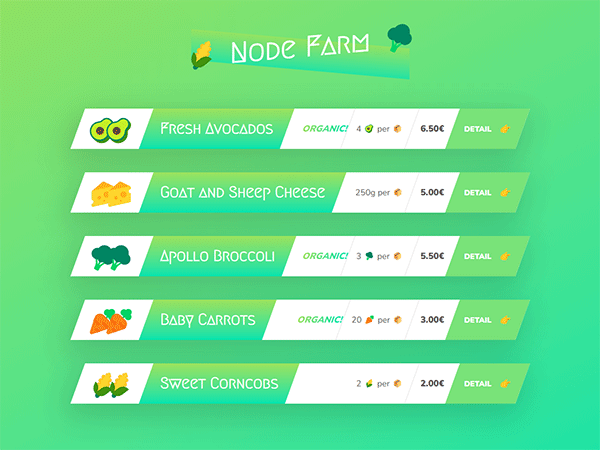 Node Farm
Fresh Avocados ORGANIC! 4 🥑 per 📦 6.50€ DETAIL 👉
Goat and Sheep Cheese 250g per 📦 5.00€ DETAIL 👉
Apollo Broccoli ORGANIC! 3 🥦 per 📦 5.50€ DETAIL 👉
Baby Carrots ORGANIC! 20 🥕 per 📦 3.00€ DETAIL 👉
Sweet Corncobs 2 🌽 per 📦 2.00€ DETAIL 👉